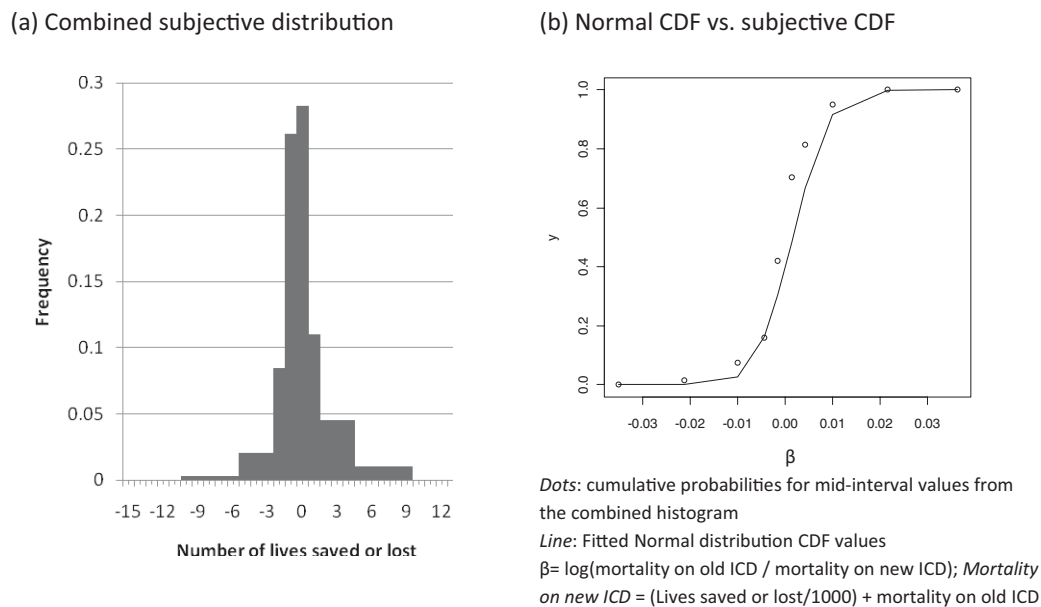 (a) Combined subjective distribution
0.3
0.25
0.2
0.15
0.1
0.05
0
Frequency
-15 -12 -9 -6 -3 0 3 6 9 12
Number of lives saved or lost
(b) Normal CDF vs. subjective CDF
1.0
0.8
0.6
0.4
0.2
0.0
y
-0.03 -0.02 -0.01 0.00 0.01 0.02 0.03
β
Dots: cumulative probabilities for mid-interval values from
the combined histogram
Line: Fitted Normal distribution CDF values
β= log(mortality on old ICD / mortality on new ICD); Mortality
on new ICD = (Lives saved or lost/1000) + mortality on old ICD